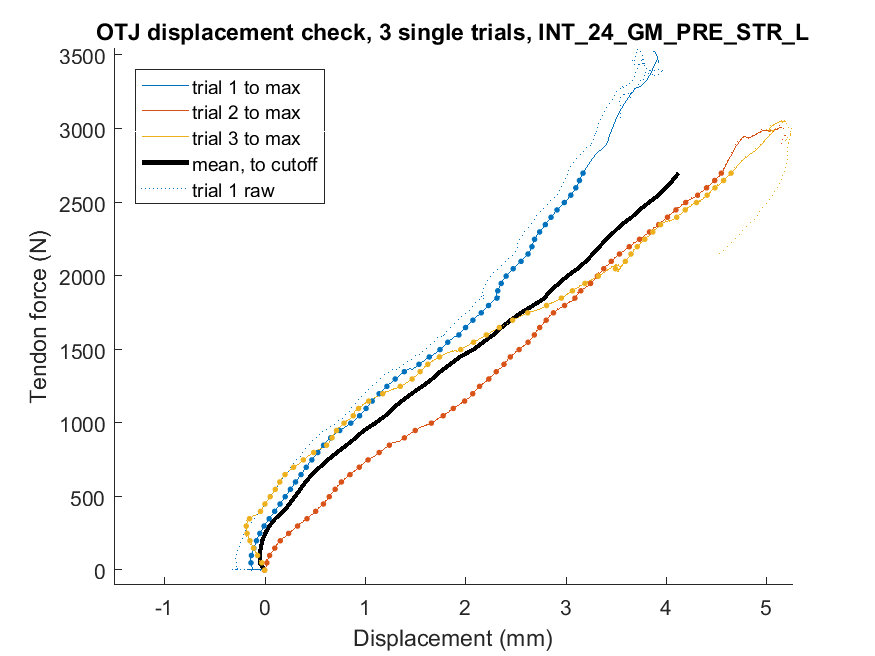 OTJ displacement check, 3 single trials, INT_24_GM_PRE_STR_L
3500
3000
2500
2000
1500
1000
500
0
Tendon force (N)
trial 1 to max
trial 2 to max
trial 3 to max
mean, to cutoff
trial 1 raw
-1
0
1
2
3
4
5
Displacement (mm)